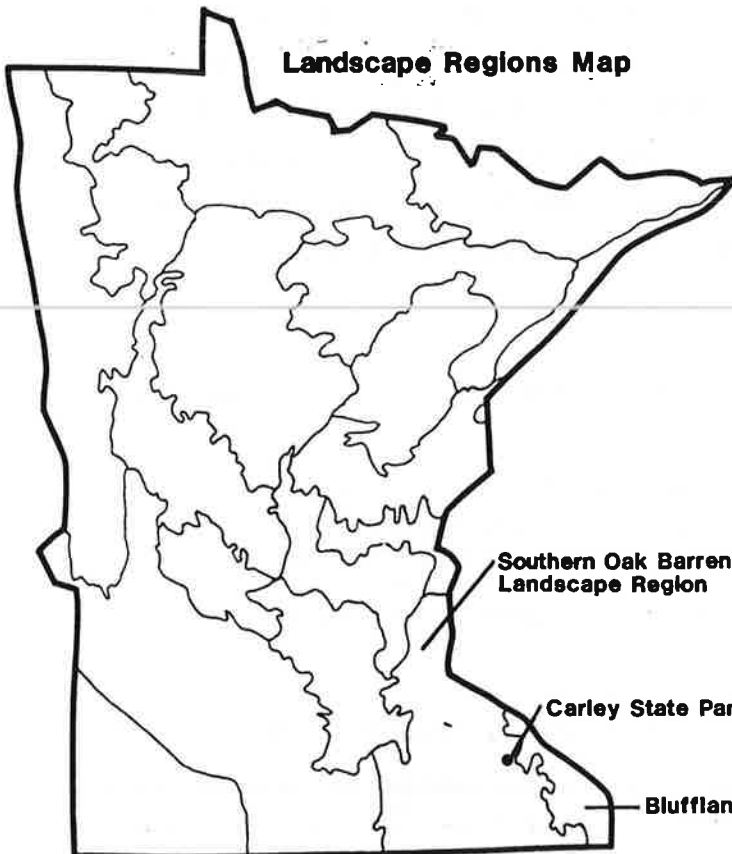 Landscape Regions Map
Southern Oak Barren
Landscape Region
Carley State Par
Blufflan